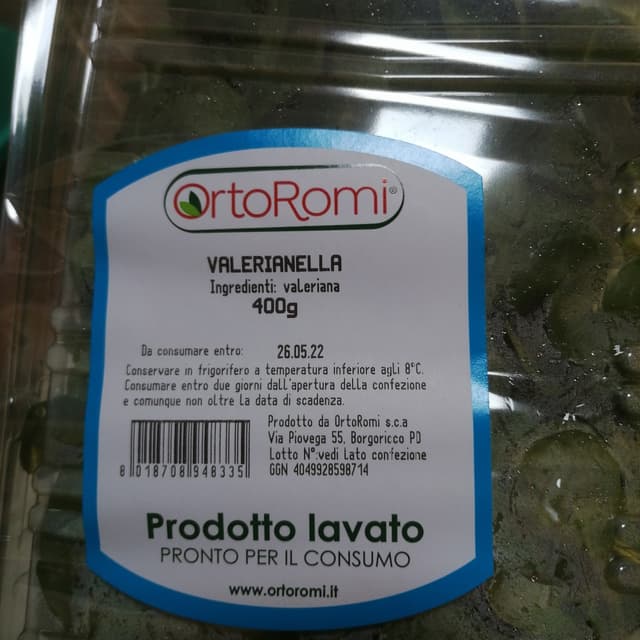 OrtoRomi®
VALERIANELLA
Ingredienti: valeriana
400g
Da consumare entro: 26.05.22
Conservare in frigorifero a temperatura inferiore agli 8°C.
Consumare entro due giorni dall'apertura della confezione
e comunque non oltre la data di scadenza.
Prodotto da OrtoRomi s.c.a
Via Piovega 55, Borgoricco PD
Lotto N°.vedi Lato confezione
GGN 4049928598714
8 018708 948335
Prodotto lavato
PRONTO PER IL CONSUMO
www.ortoromi.it